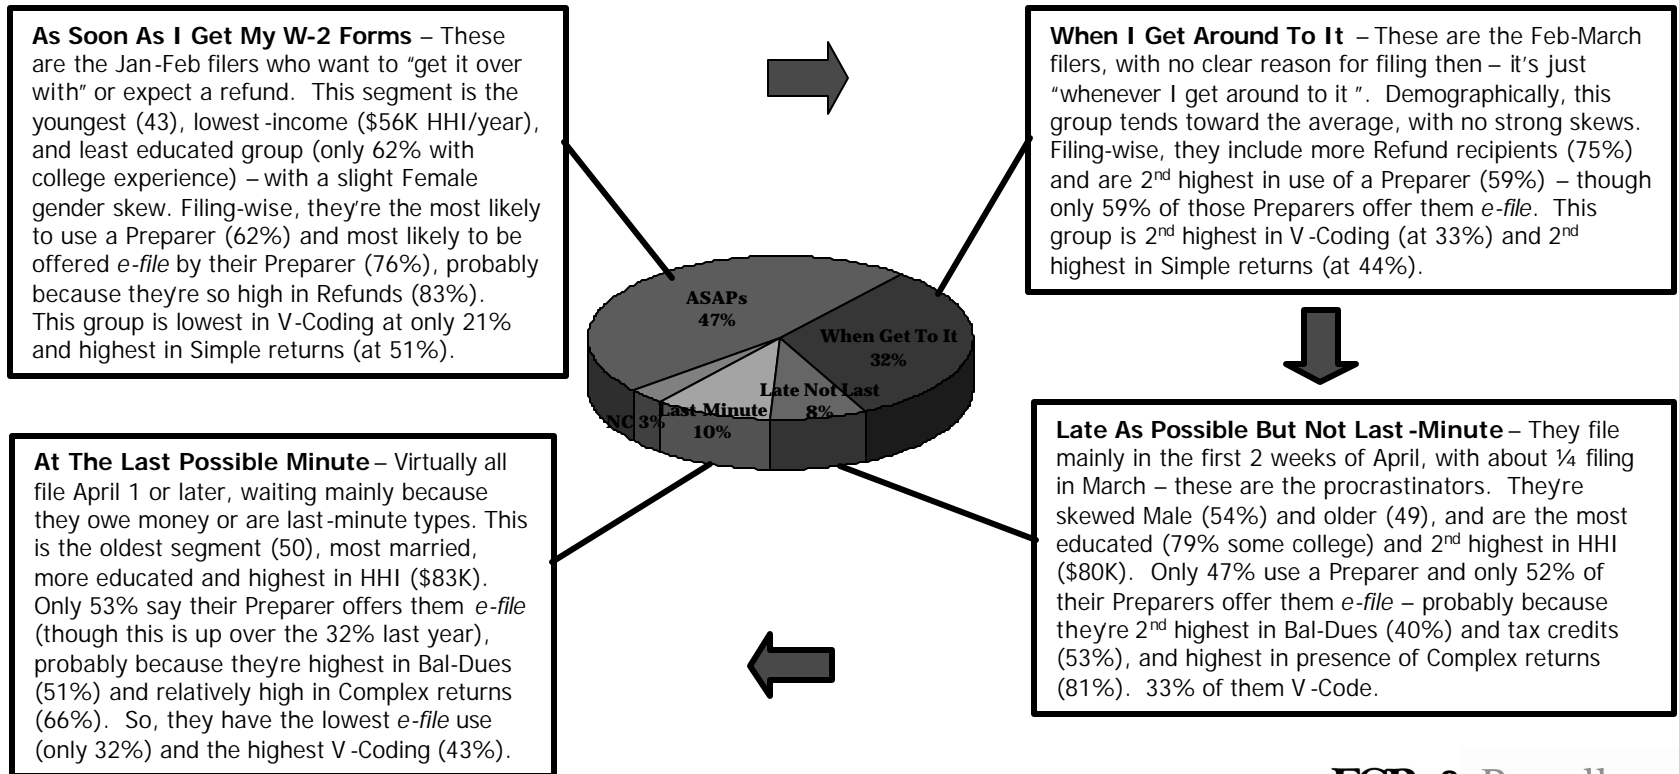 As Soon As I Get My W-2 Forms – These
are the Jan-Feb filers who want to "get it over
with" or expect a refund. This segment is the
youngest (43), lowest-income ($56K HHI/year),
and least educated group (only 62% with
college experience) – with a slight Female
gender skew. Filing-wise, they're the most likely
to use a Preparer (62%) and most likely to be
offered e-file by their Preparer (76%), probably
because they're so high in Refunds (83%).
This group is lowest in V-Coding at only 21%
and highest in Simple returns (at 51%).
When I Get Around To It – These are the Feb-March
filers, with no clear reason for filing then – it's just
"whenever I get around to it". Demographically, this
group tends toward the average, with no strong skews.
Filing-wise, they include more Refund recipients (75%)
and are 2nd highest in use of a Preparer (59%) – though
only 59% of those Preparers offer them e-file. This
group is 2nd highest in V-Coding (at 33%) and 2nd
highest in Simple returns (at 44%).
ASAPs
47%
When Get To It
32%
Late Not Last
8%
Last-Minute
10%
NC 3%
Late As Possible But Not Last-Minute – They file
mainly in the first 2 weeks of April, with about ¼ filing
in March – these are the procrastinators. They're
skewed Male (54%) and older (49), and are the most
educated (79% some college) and 2nd highest in HHI
($80K). Only 47% use a Preparer and only 52% of
their Preparers offer them e-file – probably because
they're 2nd highest in Bal-Dues (40%) and tax credits
(53%), and highest in presence of Complex returns
(81%). 33% of them V-Code.
At The Last Possible Minute – Virtually all
file April 1 or later, waiting mainly because
they owe money or are last-minute types. This
is the oldest segment (50), most married,
more educated and highest in HHI ($83K).
Only 53% say their Preparer offers them e-file
(though this is up over the 32% last year),
probably because they're highest in Bal-Dues
(51%) and relatively high in Complex returns
(66%). So, they have the lowest e-file use
(only 32%) and the highest V-Coding (43%).